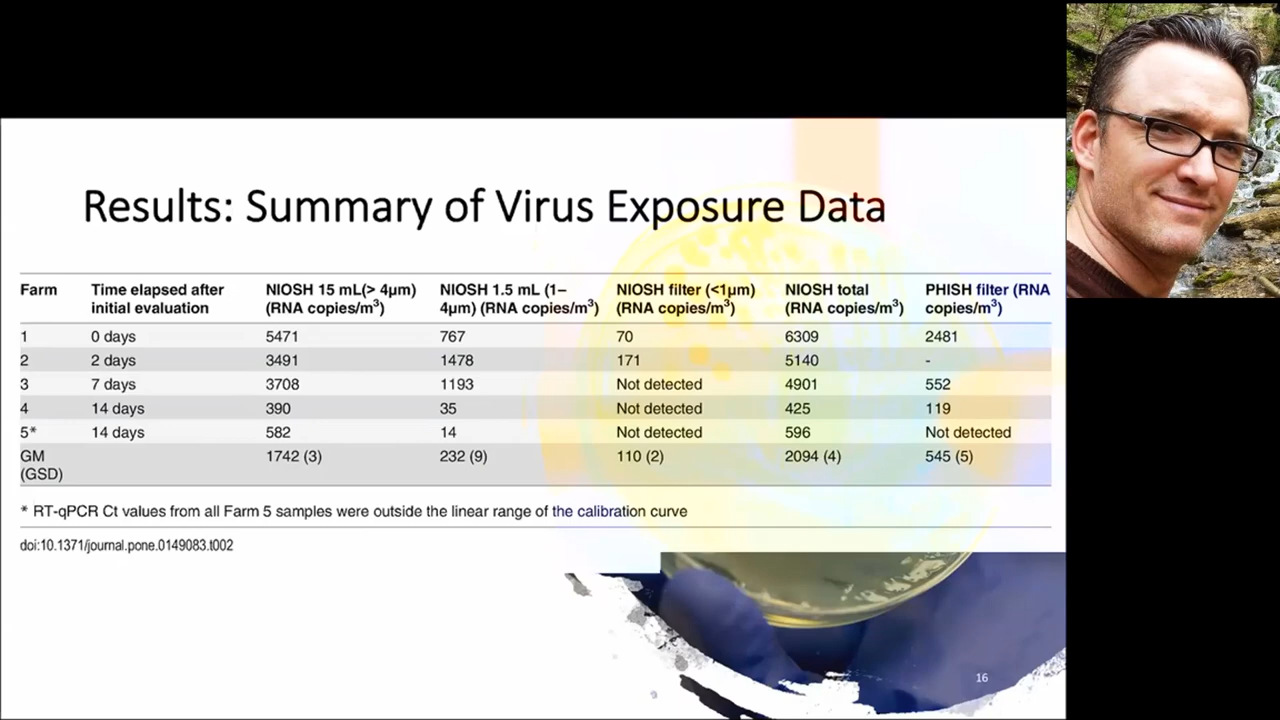 Results: Summary of Virus Exposure Data
Farm Time elapsed after initial evaluation NIOSH 15 mL(> 4µm) (RNA copies/m³) NIOSH 1.5 mL (1–4µm) (RNA copies/m³) NIOSH filter (<1µm) (RNA copies/m³) NIOSH total (RNA copies/m³) PHISH filter (RNA copies/m³)
1 0 days 5471 767 70 6309 2481
2 2 days 3491 1478 171 5140 -
3 7 days 3708 1193 Not detected 4901 552
4 14 days 390 35 Not detected 425 119
5* 14 days 582 14 Not detected 596 Not detected
GM (GSD) 1742 (3) 232 (9) 110 (2) 2094 (4) 545 (5)
* RT-qPCR Ct values from all Farm 5 samples were outside the linear range of the calibration curve
doi:10.1371/journal.pone.0149083.t002
16